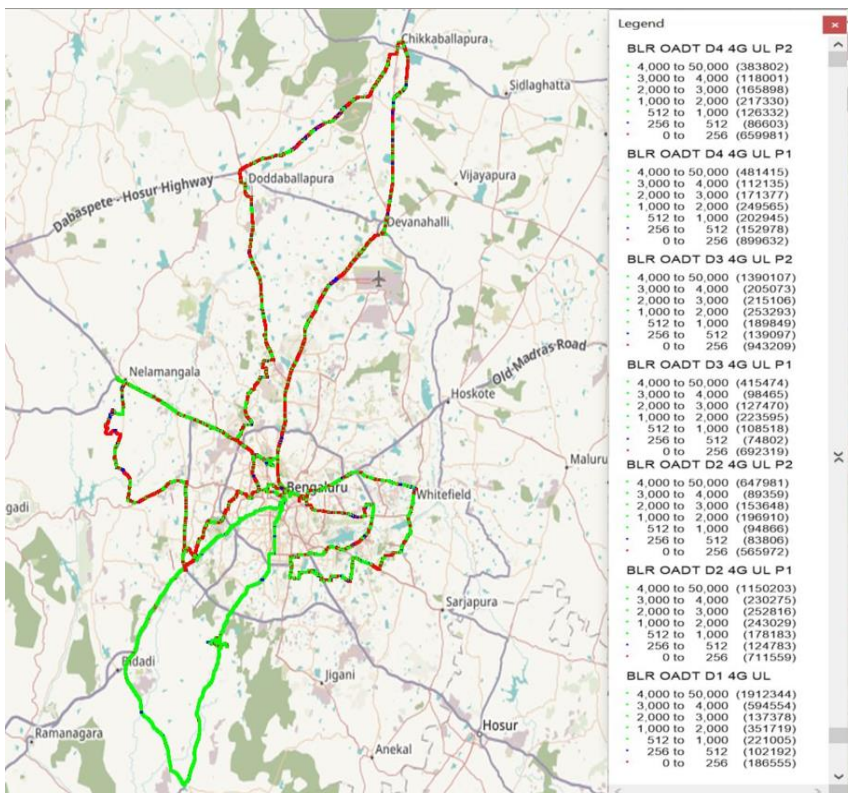 Chikkaballapura
Sidlaghatta
Doddaballapura
Vijayapura
Dabaspete - Hosur Highway
Devanahalli
Nelamangala
Old Madras Road
Hoskote
Maluru
Bengaluru
Whitefield
gadi
Sarjapura
Bidadi
Jigani
Ramanagara
Hosur
Anekal
Legend
BLR OADT D4 4G UL P2
4,000 to 50,000 (383802)
3,000 to 4,000 (118001)
2,000 to 3,000 (165898)
1,000 to 2,000 (217330)
512 to 1,000 (126332)
256 to 512 (86603)
0 to 256 (659981)
BLR OADT D4 4G UL P1
4,000 to 50,000 (481415)
3,000 to 4,000 (112135)
2,000 to 3,000 (171377)
1,000 to 2,000 (249565)
512 to 1,000 (202945)
256 to 512 (152978)
0 to 256 (899632)
BLR OADT D3 4G UL P2
4,000 to 50,000 (1390107)
3,000 to 4,000 (205073)
2,000 to 3,000 (215106)
1,000 to 2,000 (253293)
512 to 1,000 (189849)
256 to 512 (139097)
0 to 256 (943209)
BLR OADT D3 4G UL P1
4,000 to 50,000 (415474)
3,000 to 4,000 (98465)
2,000 to 3,000 (127470)
1,000 to 2,000 (223595)
512 to 1,000 (108518)
256 to 512 (74802)
0 to 256 (692319)
BLR OADT D2 4G UL P2
4,000 to 50,000 (647981)
3,000 to 4,000 (89359)
2,000 to 3,000 (153648)
1,000 to 2,000 (196910)
512 to 1,000 (94866)
256 to 512 (83806)
0 to 256 (565972)
BLR OADT D2 4G UL P1
4,000 to 50,000 (1150203)
3,000 to 4,000 (230275)
2,000 to 3,000 (252816)
1,000 to 2,000 (243029)
512 to 1,000 (178183)
256 to 512 (124783)
0 to 256 (711559)
BLR OADT D1 4G UL
4,000 to 50,000 (1912344)
3,000 to 4,000 (594554)
2,000 to 3,000 (137378)
1,000 to 2,000 (351719)
512 to 1,000 (221005)
256 to 512 (102192)
0 to 256 (186555)